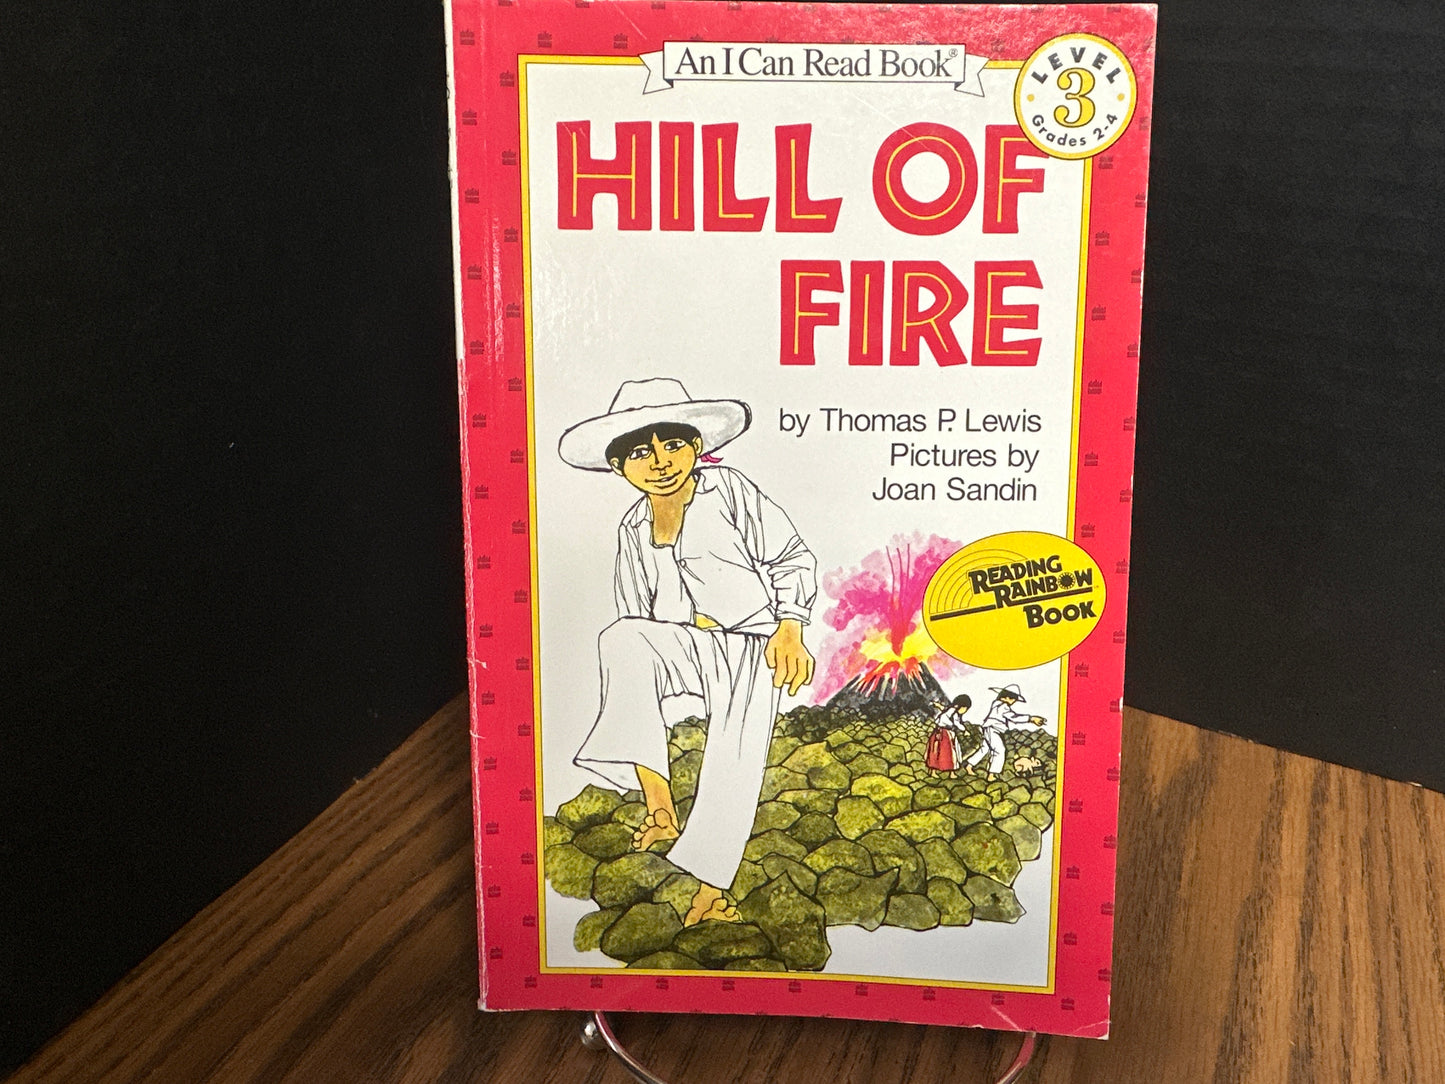 An I Can Read Book®
LEVEL
3
Grades 2-4
HILL OF
FIRE
by Thomas P. Lewis
Pictures by
Joan Sandin
READING
RAINBOW
BOOK